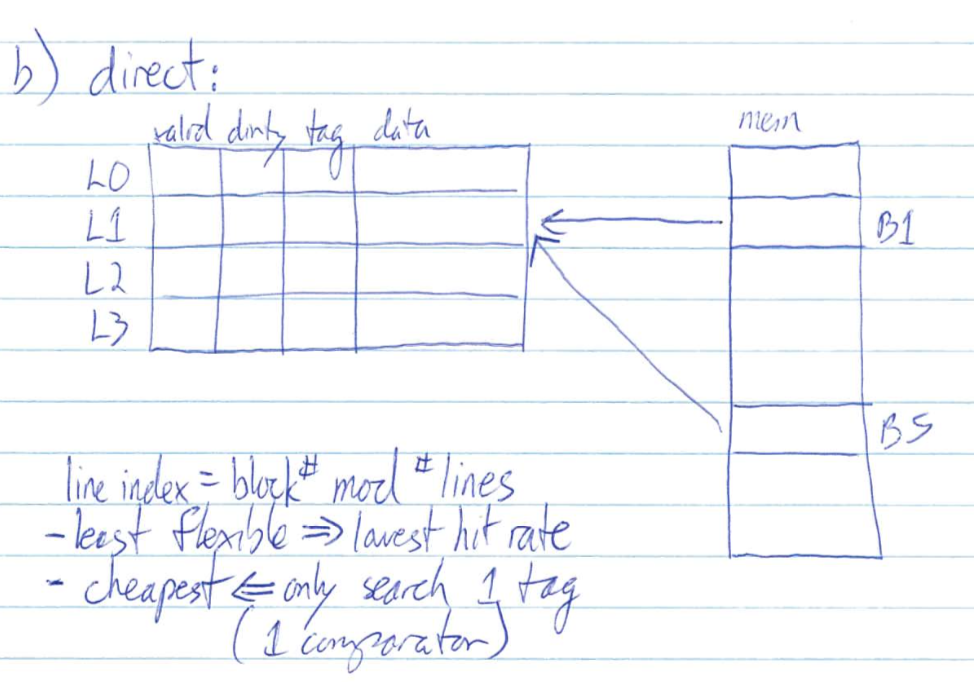 b) direct:
valid dirty tag data
mem
L0
L1
B1
L2
L3
B5
line index = block# mod #lines
- least flexible ⇒ lowest hit rate
- cheapest ⇐ only search 1 tag
(1 comparator)